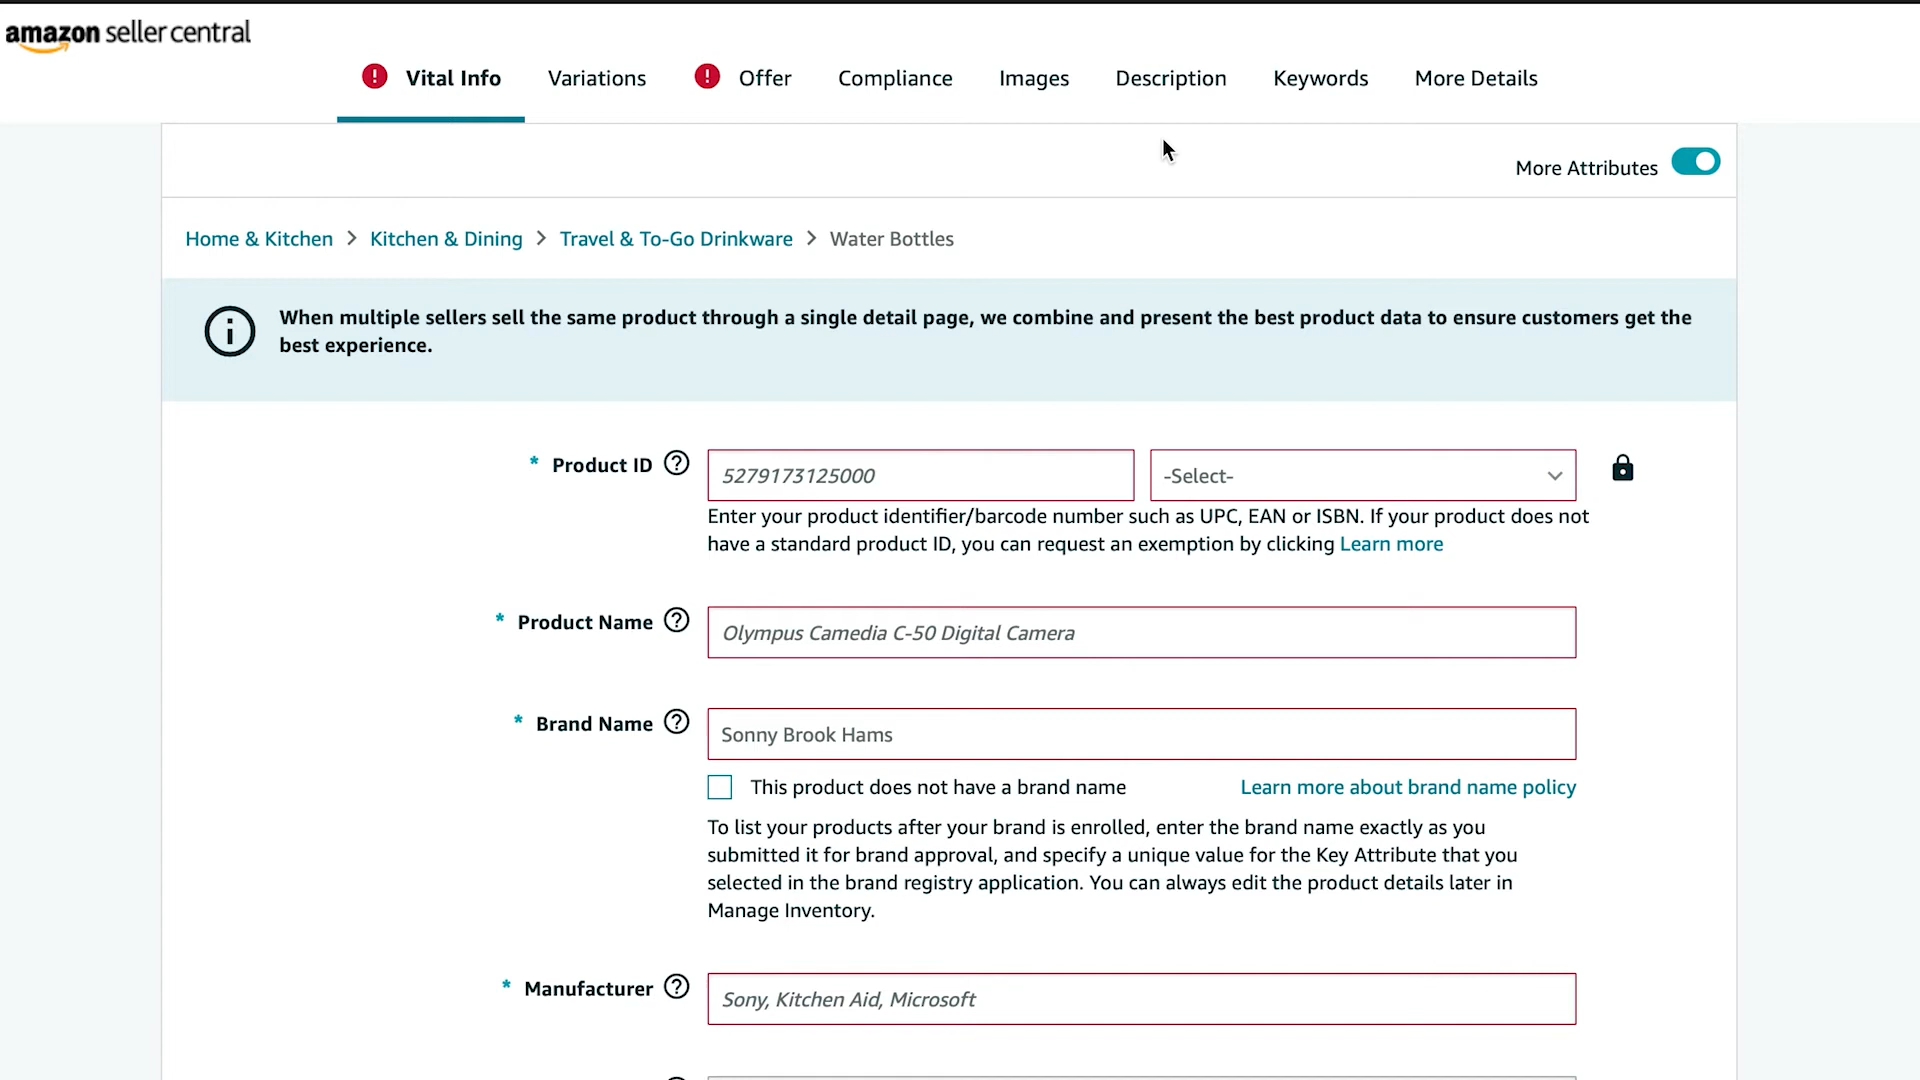 amazon seller central
! Vital Info Variations ! Offer Compliance Images Description Keywords More Details
More Attributes
Home & Kitchen > Kitchen & Dining > Travel & To-Go Drinkware > Water Bottles
When multiple sellers sell the same product through a single detail page, we combine and present the best product data to ensure customers get the
best experience.
* Product ID ? 5279173125000 -Select-
Enter your product identifier/barcode number such as UPC, EAN or ISBN. If your product does not
have a standard product ID, you can request an exemption by clicking Learn more
* Product Name ? Olympus Camedia C-50 Digital Camera
* Brand Name ? Sonny Brook Hams
This product does not have a brand name Learn more about brand name policy
To list your products after your brand is enrolled, enter the brand name exactly as you
submitted it for brand approval, and specify a unique value for the Key Attribute that you
selected in the brand registry application. You can always edit the product details later in
Manage Inventory.
* Manufacturer ? Sony, Kitchen Aid, Microsoft